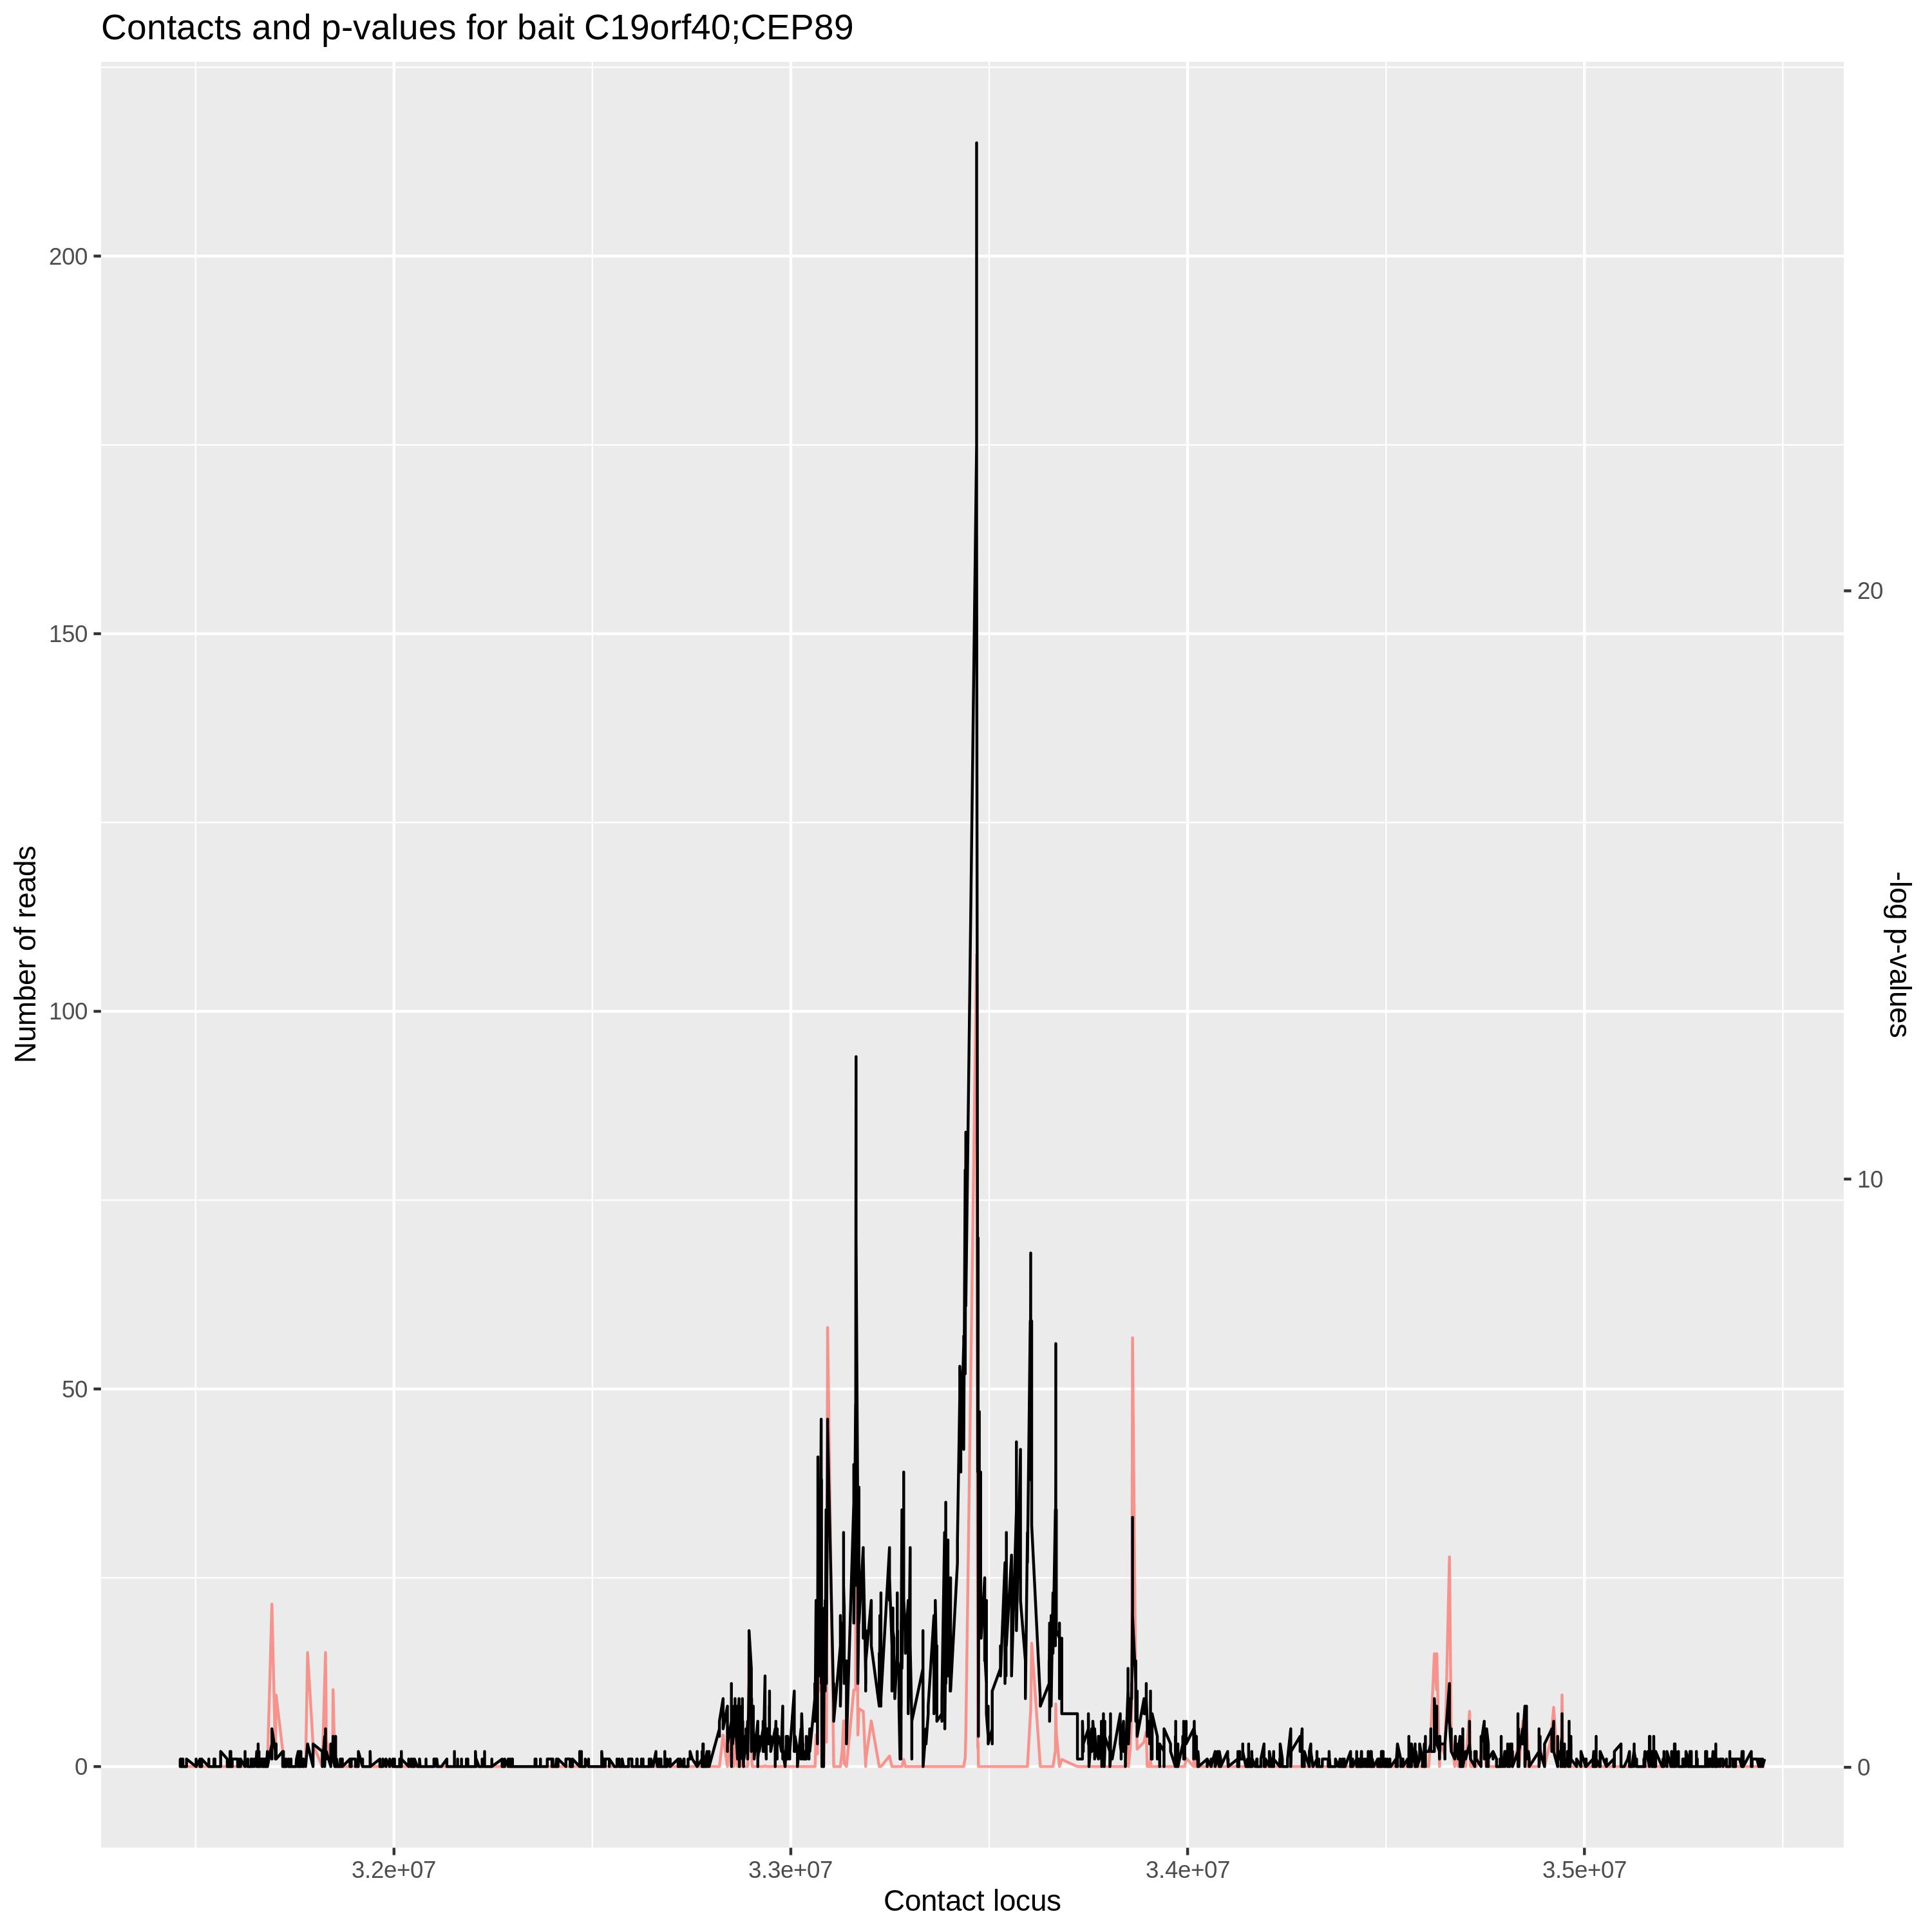 Contacts and p-values for bait C19orf40;CEP89
200
150
100
50
0
Number of reads
20
10
0
-log p-values
3.2e+07
3.3e+07
3.4e+07
3.5e+07
Contact locus